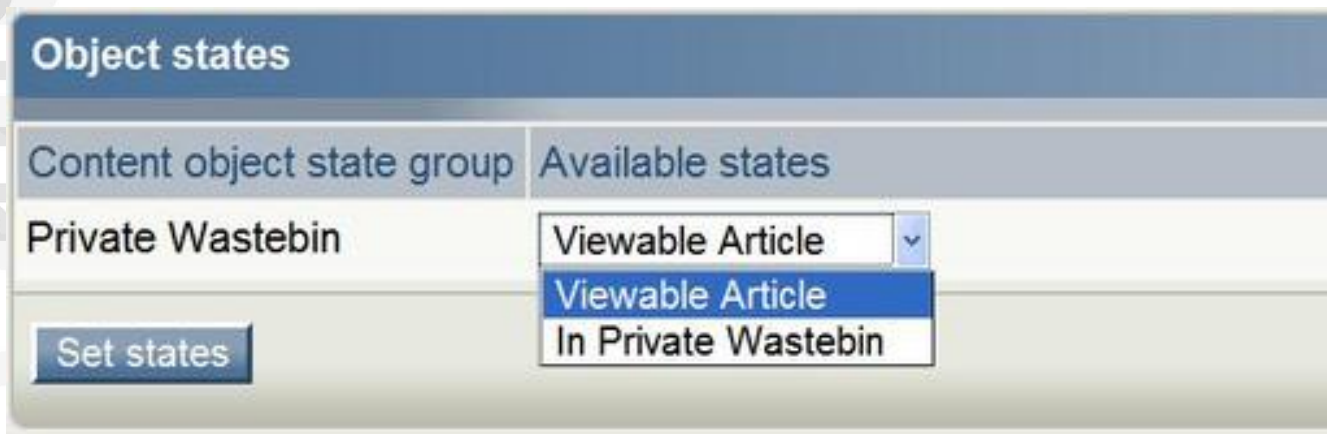 Object states
Content object state group Available states
Private Wastebin Viewable Article
Viewable Article
In Private Wastebin
Set states